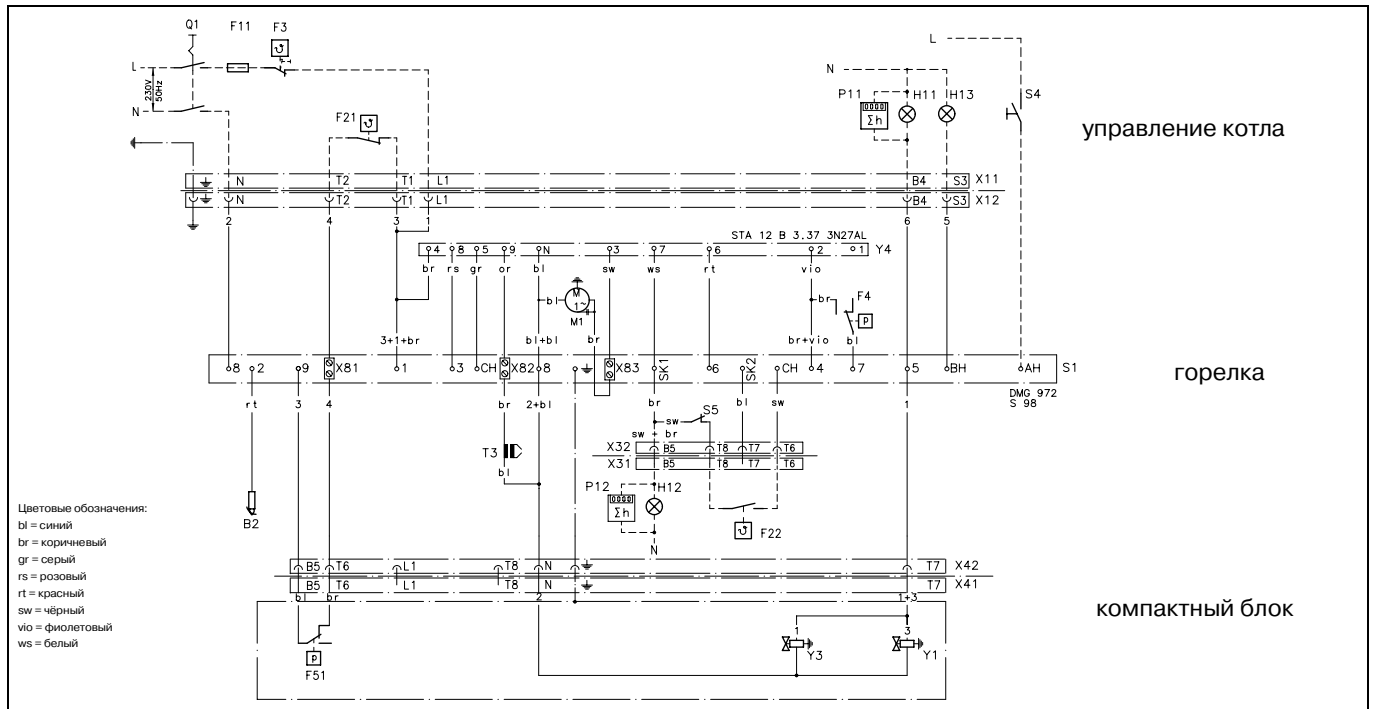 Q1 F11 F3
L
230V
50Hz
N
F21
L
N
P11 H11 H13 S4
0000
Σh
управление котла
N T2 T1 L1 B4 S3 X11
N T2 T1 L1 B4 S3 X12
2 4 3 1 6 5
STA 12 B 3.37 3N27AL
4 8 5 9 N 3 7 6 2 1 Y4
br rs gr or bl sw ws rt vio
bl M 1~ br F4
M1 P
3+1+br bl+bl br br+vio bl
8 2 9 X81 1 3 CH X82 8 X83 SK1 6 SK2 CH 4 7 5 BH AH S1
горелка
DMG 972
S 98
rt 3 4 br 2+bl br bl sw 1
sw S5
sw + br
X32 B5 T8 T7 T6
X31 B5 T8 T7 T6
T3
bl
P12 H12
0000
Σh
F22
N
B2
Цветовые обозначения:
bl = синий
br = коричневый
gr = серый
rs = розовый
rt = красный
sw = чёрный
vio = фиолетовый
ws = белый
B5 T6 L1 T8 N T7 X42
B5 T6 L1 T8 N T7 X41
bl br 2 1+3
компактный блок
1 3
Y3 Y1
P
F51